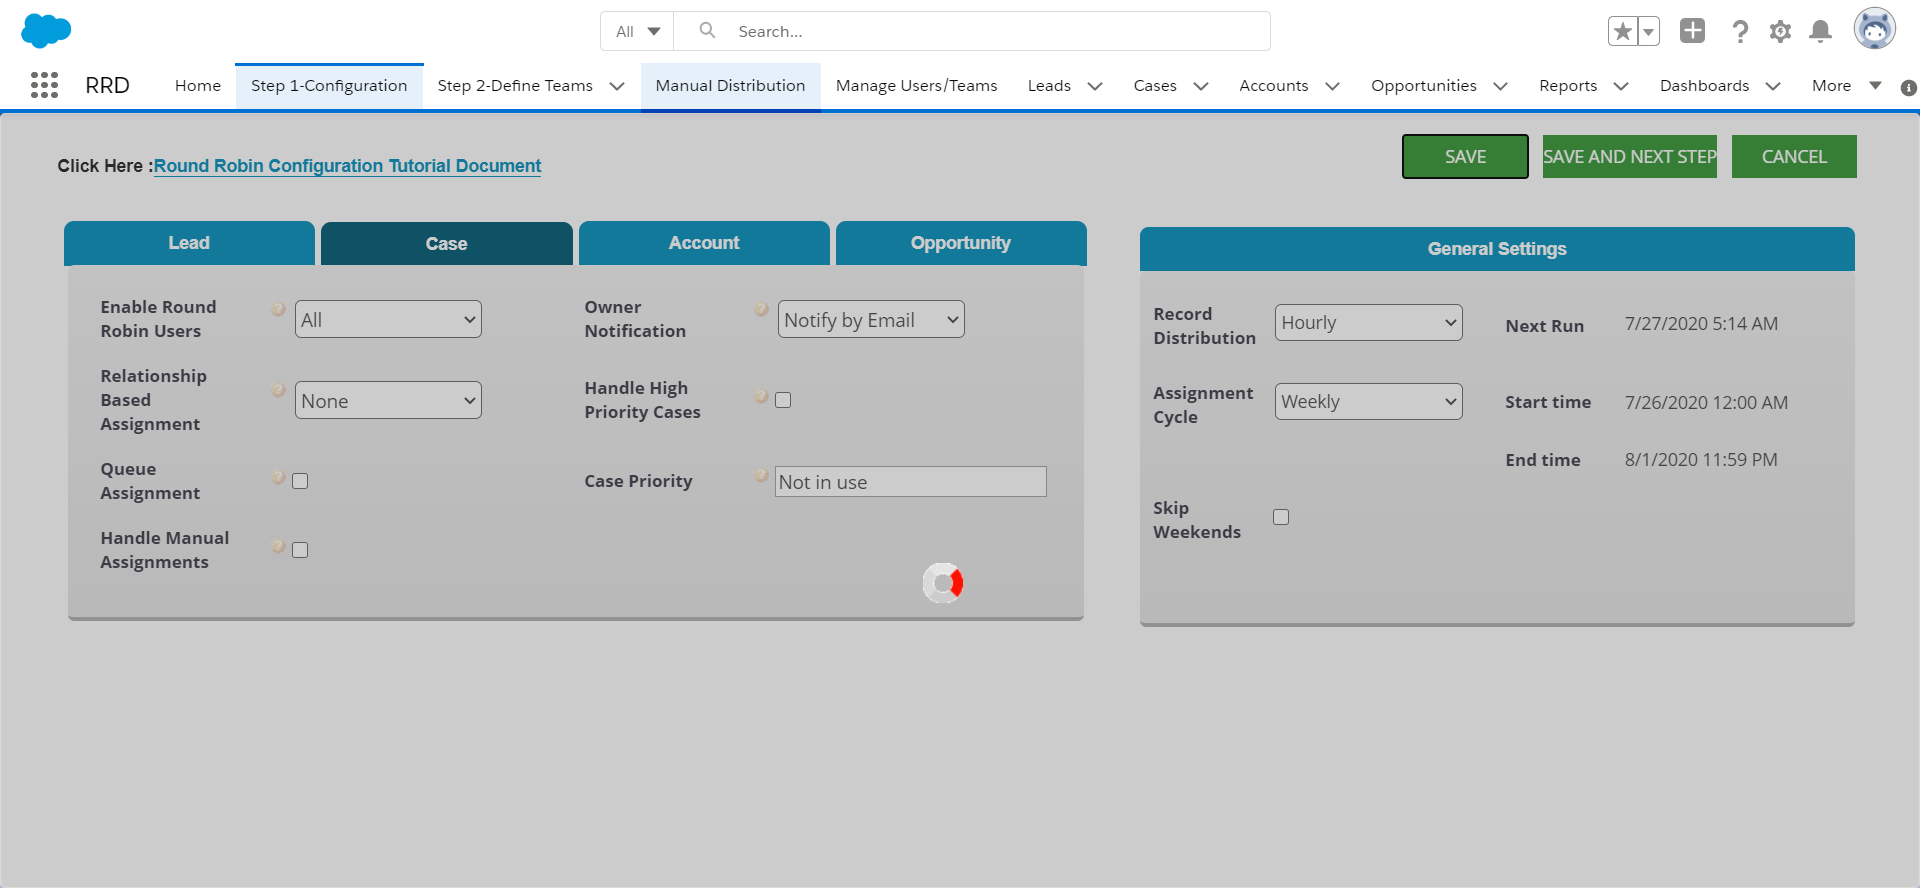 All
Search...
RRD
Home
Step 1-Configuration
Step 2-Define Teams
Manual Distribution
Manage Users/Teams
Leads
Cases
Accounts
Opportunities
Reports
Dashboards
More
Click Here :Round Robin Configuration Tutorial Document
SAVE
SAVE AND NEXT STEP
CANCEL
Lead
Case
Account
Opportunity
Enable Round
Robin Users
All
Owner
Notification
Notify by Email
Relationship
Based
Assignment
None
Handle High
Priority Cases
Queue
Assignment
Case Priority
Not in use
Handle Manual
Assignments
General Settings
Record
Distribution
Hourly
Next Run
7/27/2020 5:14 AM
Assignment
Cycle
Weekly
Start time
7/26/2020 12:00 AM
End time
8/1/2020 11:59 PM
Skip
Weekends